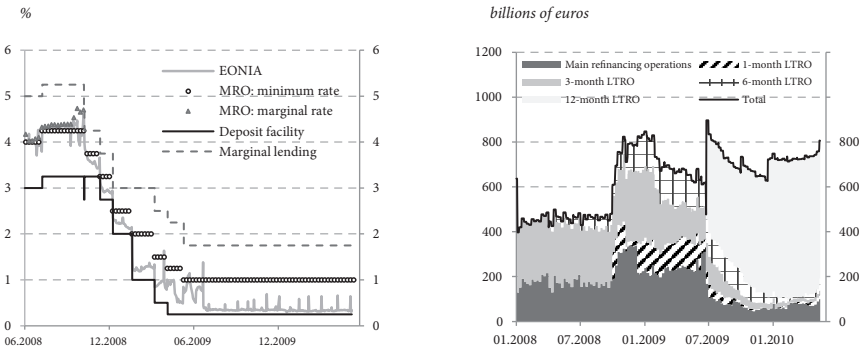 %
6
5
4
3
2
1
0
6
5
4
3
2
1
0
EONIA
MRO: minimum rate
MRO: marginal rate
Deposit facility
Marginal lending
06.2008 12.2008 06.2009 12.2009
billions of euros
1200
1000
800
600
400
200
0
800
600
400
200
0
Main refinancing operations 1-month LTRO
3-month LTRO 6-month LTRO
12-month LTRO Total
01.2008 07.2008 01.2009 07.2009 01.2010